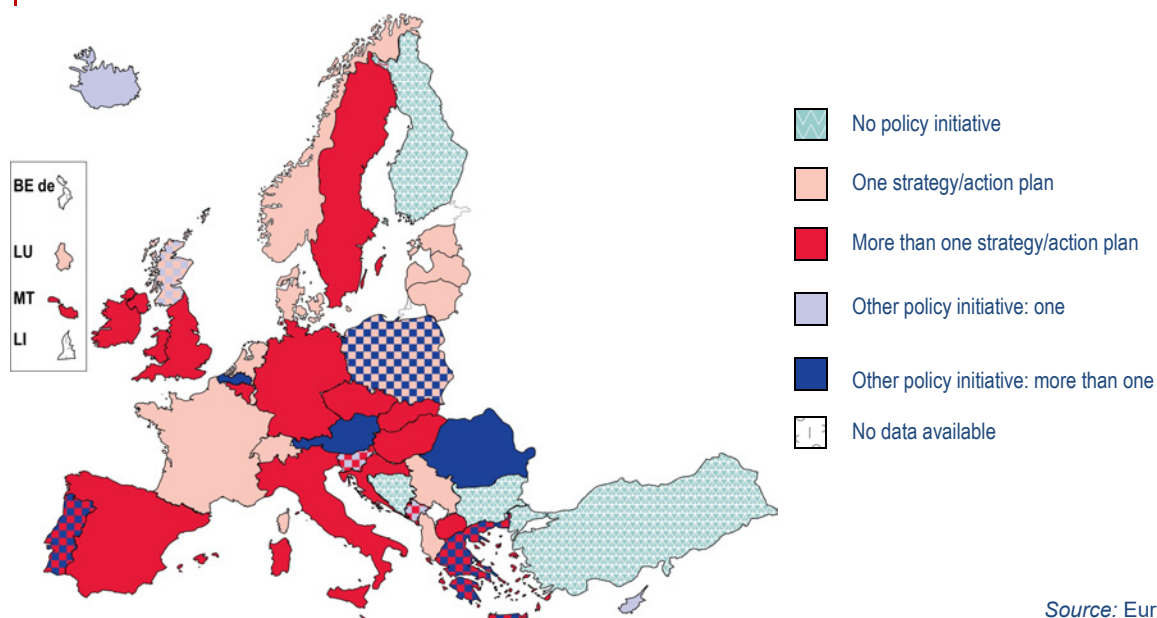 BE de
LU
MT
LI
No policy initiative
One strategy/action plan
More than one strategy/action plan
Other policy initiative: one
Other policy initiative: more than one
No data available
Source: Eur